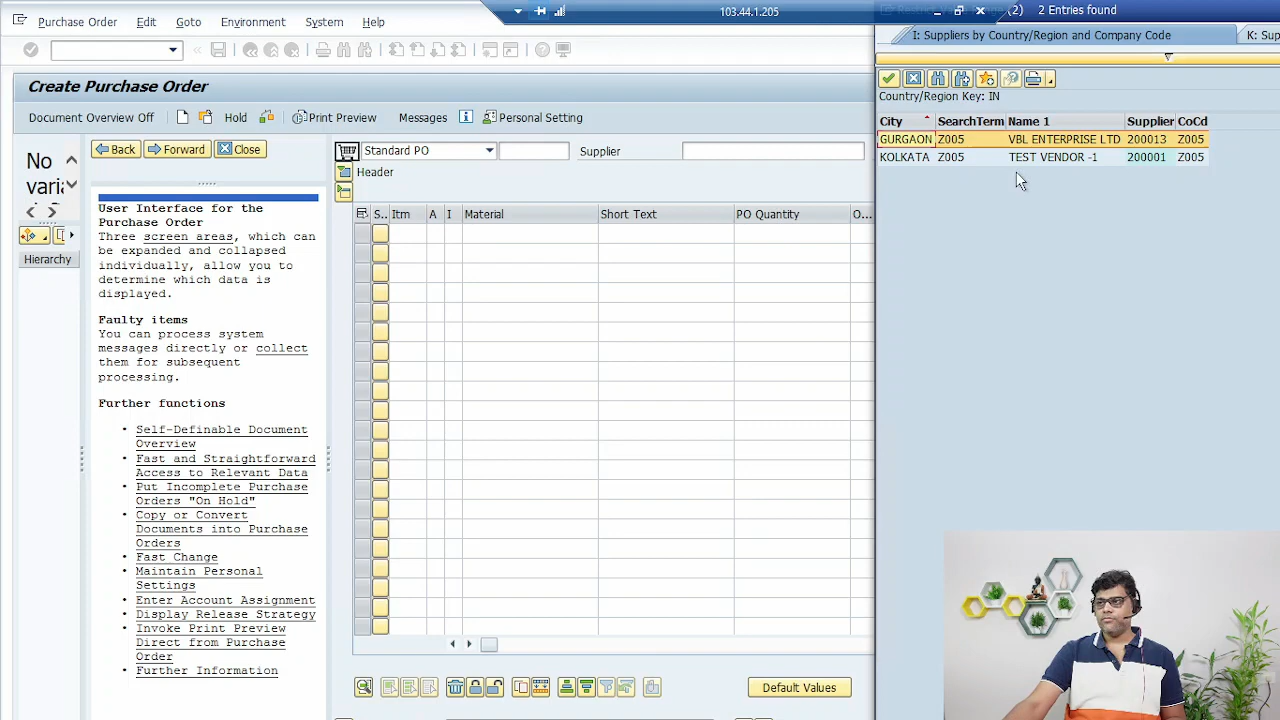 Purchase Order Edit Goto Environment System Help
103.44.1.205
(2) 2 Entries found
I: Suppliers by Country/Region and Company Code
K: Sup
Create Purchase Order
Document Overview Off
Hold
Print Preview
Messages
Personal Setting
Country/Region Key: IN
City SearchTerm Name 1 Supplier CoCd
GURGAON Z005 VBL ENTERPRISE LTD 200013 Z005
KOLKATA Z005 TEST VENDOR -1 200001 Z005
No
varia
Hierarchy
Back Forward Close
User Interface for the
Purchase Order
Three screen areas, which can
be expanded and collapsed
individually, allow you to
determine which data is
displayed.
Faulty items
You can process system
messages directly or collect
them for subsequent
processing.
Further functions
• Self-Definable Document
Overview
• Fast and Straightforward
Access to Relevant Data
• Put Incomplete Purchase
Orders "On Hold"
• Copy or Convert
Documents into Purchase
Orders
• Fast Change
• Maintain Personal
Settings
• Enter Account Assignment
• Display Release Strategy
• Invoke Print Preview
Direct from Purchase
Order
• Further Information
Standard PO
Supplier
Header
S.. Itm A I Material Short Text PO Quantity O...
Default Values